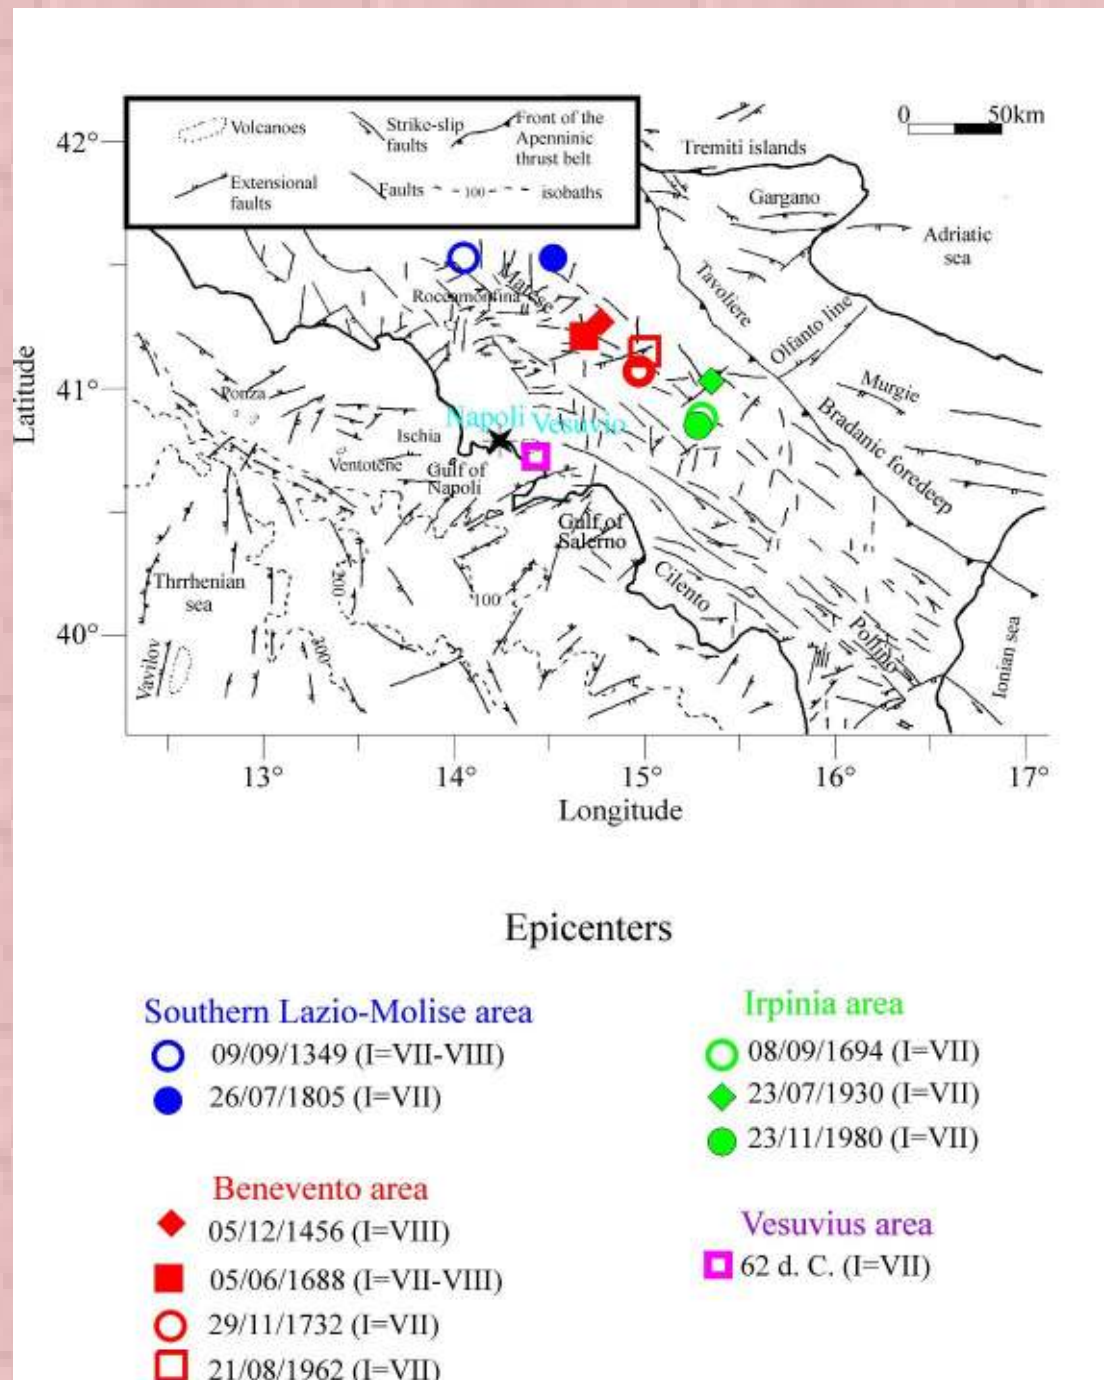 Volcanoes
Strike-slip
faults
Front of the
Apenninic
thrust belt
Extensional
faults
Faults
100
isobaths
0 50km
42°
41°
40°
Latitude
Tremiti islands
Gargano
Adriatic
sea
Tavoliere
Olfanto line
Murgie
Bradanic foredeep
Matese
Roccamonfina
Ponza
Ischia
Ventotene
Napoli Vesuvio
Gulf of
Napoli
Gulf of
Salerno
Cilento
Pollino
Ionian sea
Thrrhenian
sea
Vavilov
200
300
100
13° 14° 15° 16° 17°
Longitude
Epicenters
Southern Lazio-Molise area
09/09/1349 (I=VII-VIII)
26/07/1805 (I=VII)
Benevento area
05/12/1456 (I=VIII)
05/06/1688 (I=VII-VIII)
29/11/1732 (I=VII)
21/08/1962 (I=VII)
Irpinia area
08/09/1694 (I=VII)
23/07/1930 (I=VII)
23/11/1980 (I=VII)
Vesuvius area
62 d. C. (I=VII)